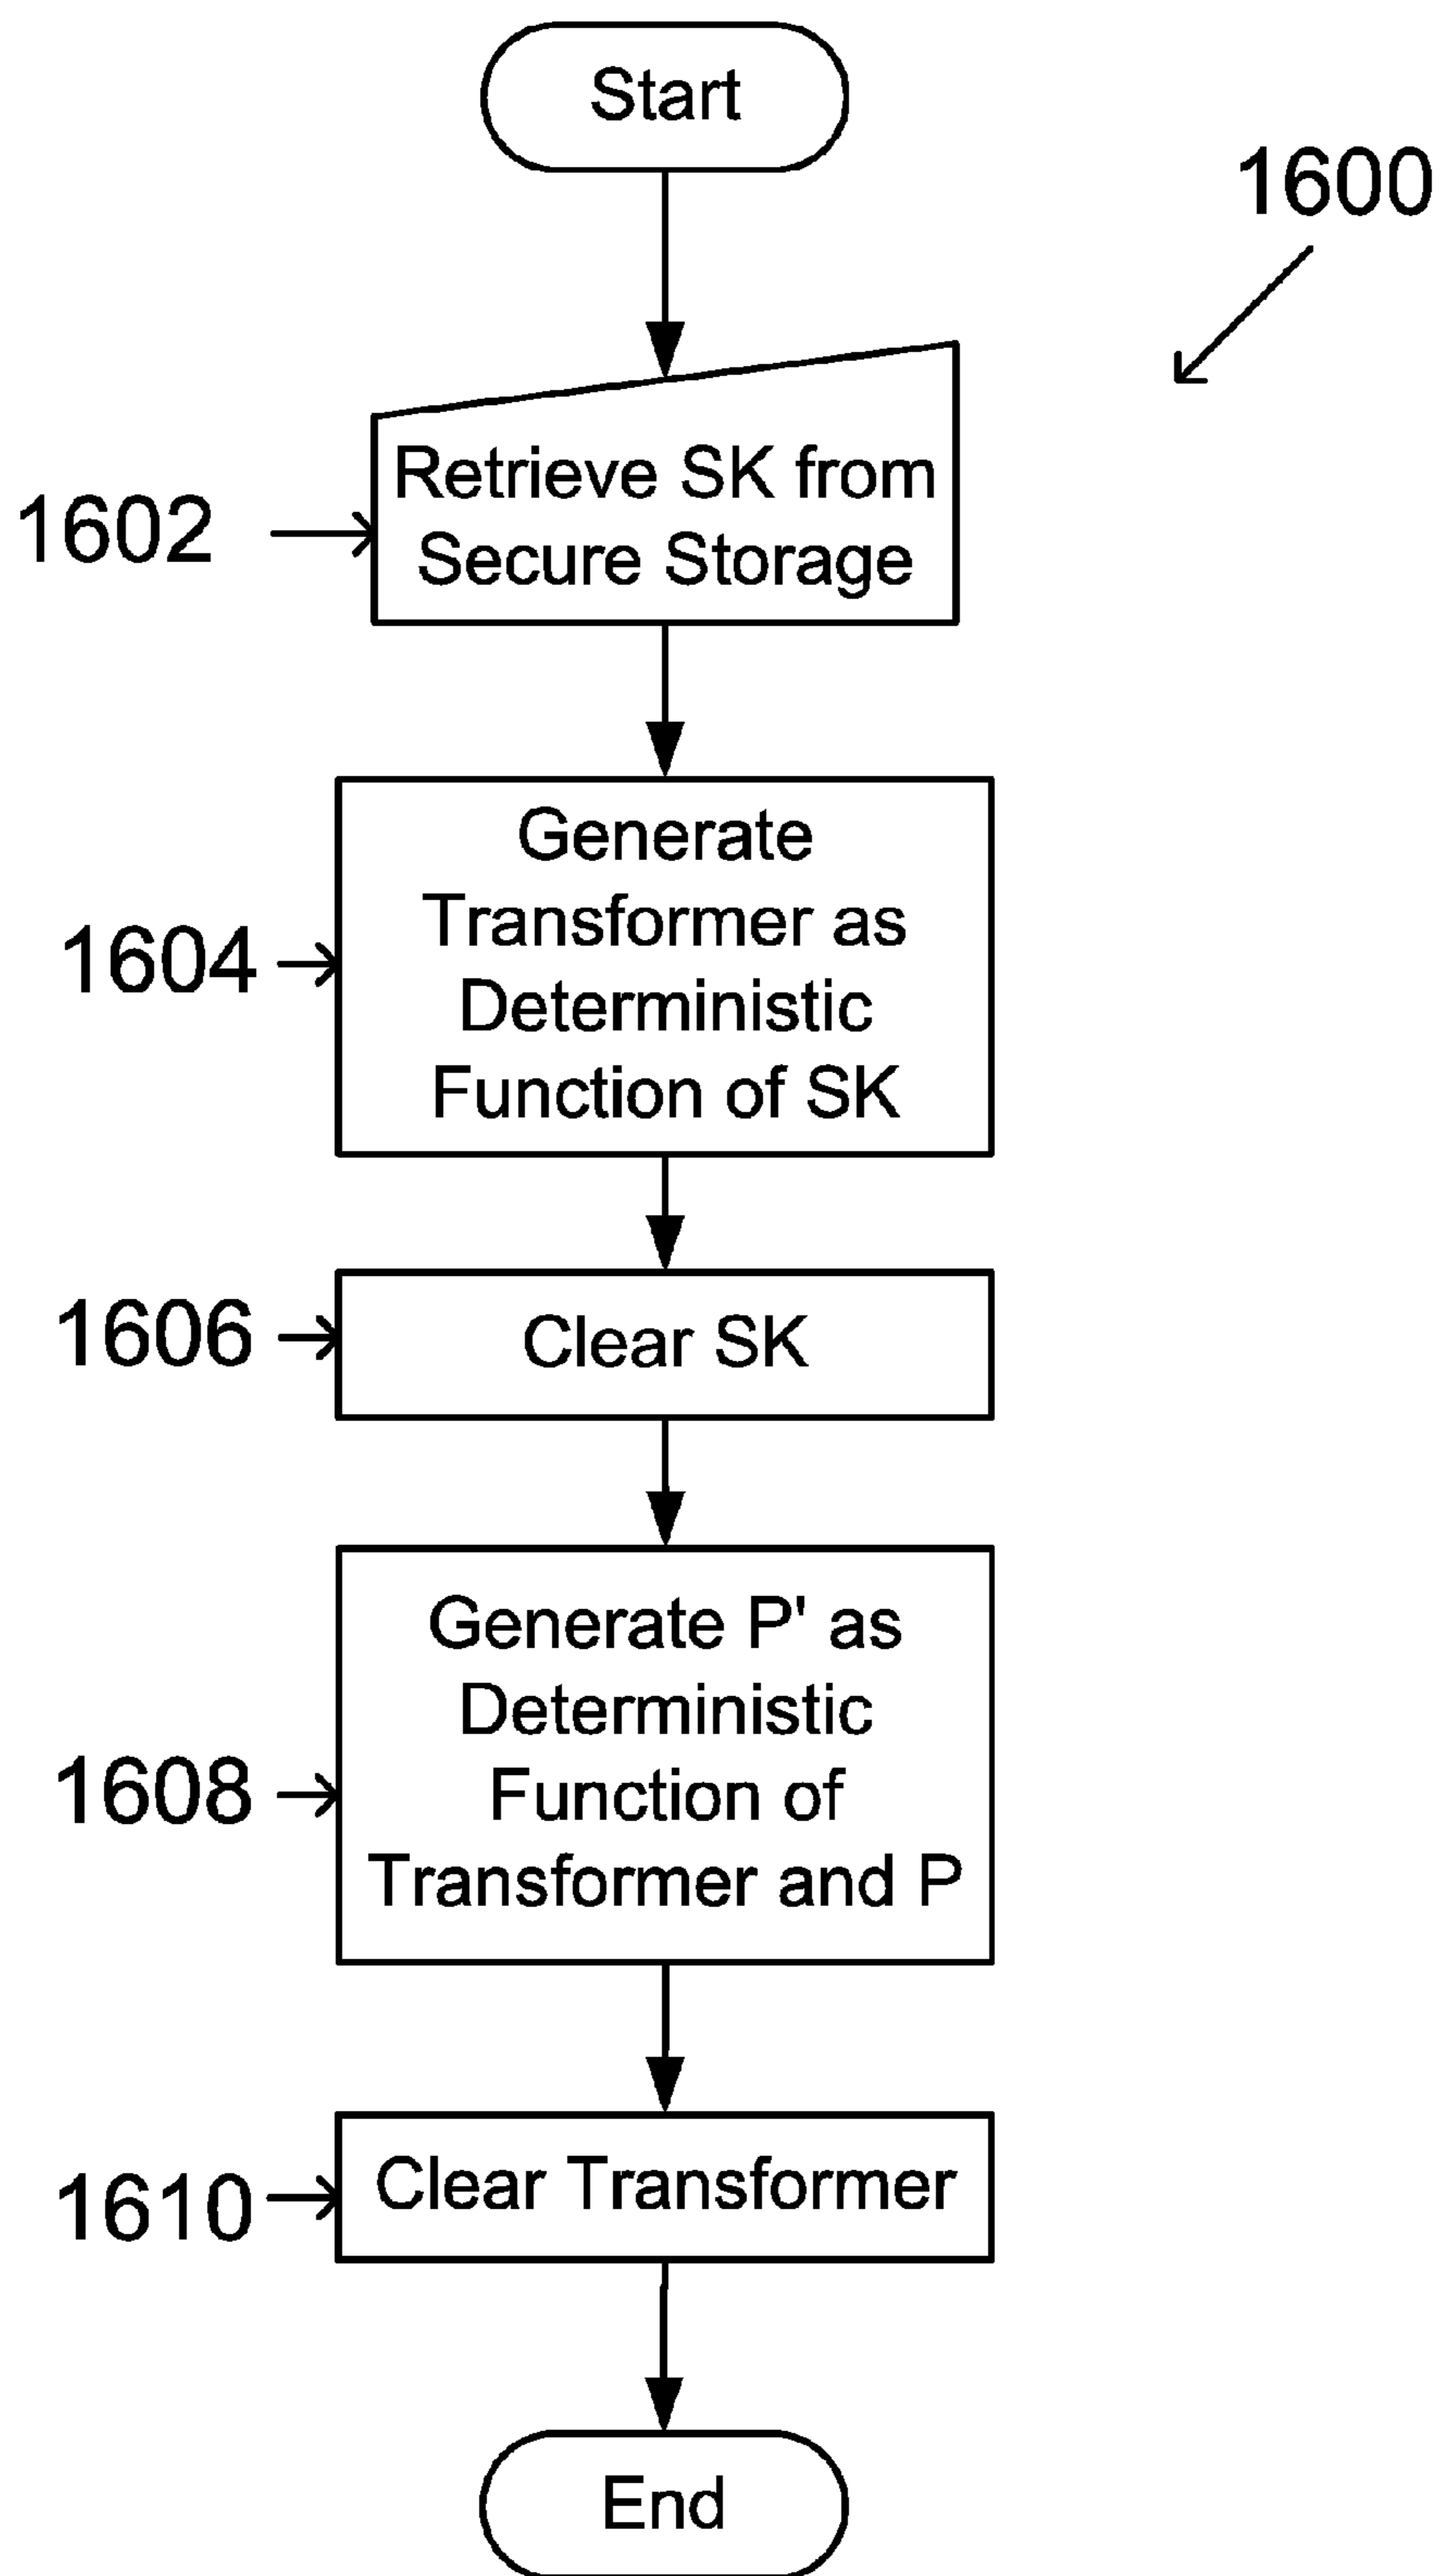 Start
1600
1602
Retrieve SK from
Secure Storage
1604
Generate
Transformer as
Deterministic
Function of SK
1606
Clear SK
1608
Generate P' as
Deterministic
Function of
Transformer and P
1610
Clear Transformer
End